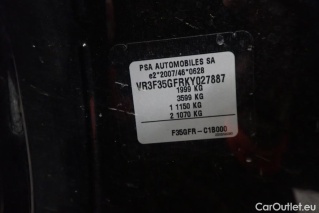 PSA AUTOMOBILES SA
e2*2007/46*0628
VR3F35GFRKY027887
1999 KG
3599 KG
1 1150 KG
2 1070 KG
F35GFR-C1B000
CarOutlet.eu